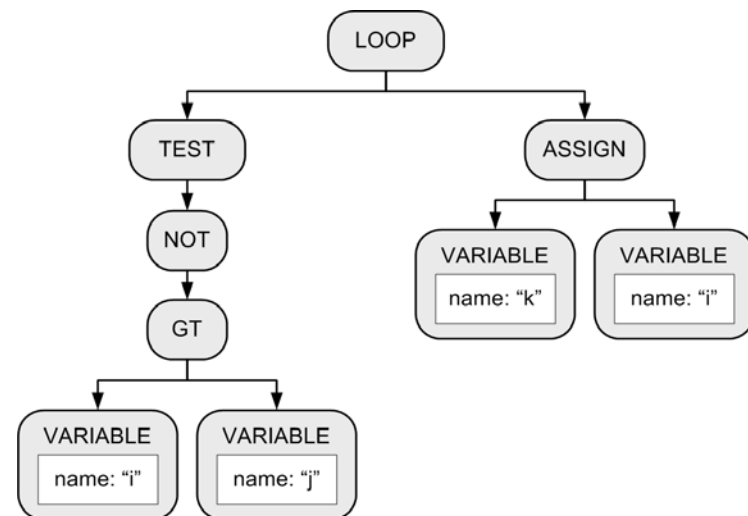 LOOP
TEST
ASSIGN
NOT
VARIABLE
name: “k”
VARIABLE
name: “i”
GT
VARIABLE
name: “i”
VARIABLE
name: “j”